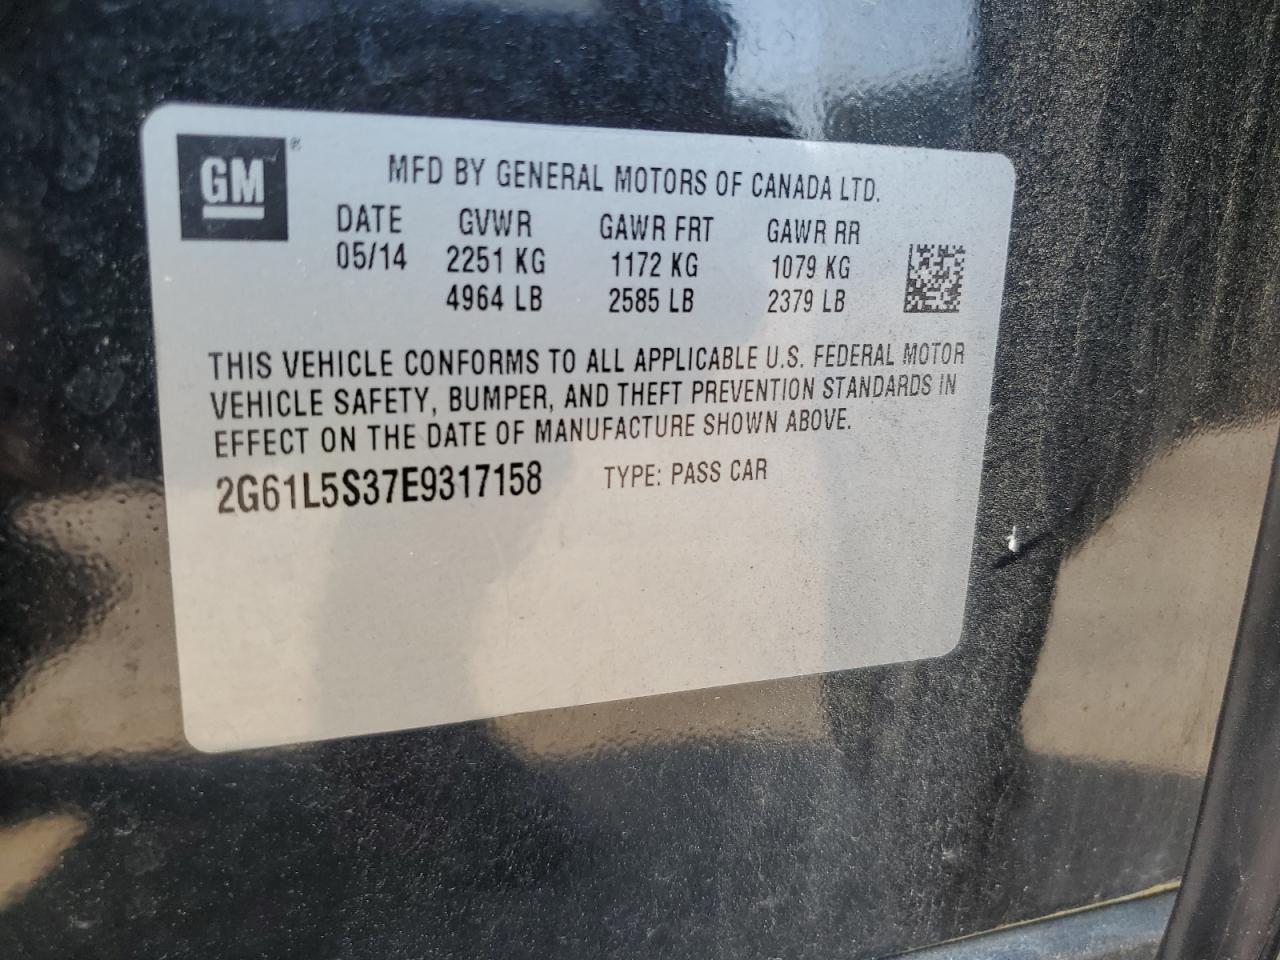 GM®
MFD BY GENERAL MOTORS OF CANADA LTD.
DATE GVWR GAWR FRT GAWR RR
05/14 2251 KG 1172 KG 1079 KG
4964 LB 2585 LB 2379 LB
THIS VEHICLE CONFORMS TO ALL APPLICABLE U.S. FEDERAL MOTOR
VEHICLE SAFETY, BUMPER, AND THEFT PREVENTION STANDARDS IN
EFFECT ON THE DATE OF MANUFACTURE SHOWN ABOVE.
2G61L5S37E9317158 TYPE: PASS CAR